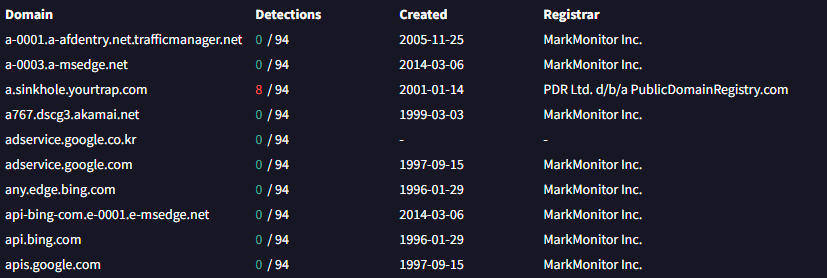 Domain Detections Created Registrar
a-0001.a-afdentry.net.trafficmanager.net 0 / 94 2005-11-25 MarkMonitor Inc.
a-0003.a-msedge.net 0 / 94 2014-03-06 MarkMonitor Inc.
a.sinkhole.yourtrap.com 8 / 94 2001-01-14 PDR Ltd. d/b/a PublicDomainRegistry.com
a767.dscg3.akamai.net 0 / 94 1999-03-03 MarkMonitor Inc.
adservice.google.co.kr 0 / 94 - -
adservice.google.com 0 / 94 1997-09-15 MarkMonitor Inc.
any.edge.bing.com 0 / 94 1996-01-29 MarkMonitor Inc.
api-bing-com.e-0001.e-msedge.net 0 / 94 2014-03-06 MarkMonitor Inc.
api.bing.com 0 / 94 1996-01-29 MarkMonitor Inc.
apis.google.com 0 / 94 1997-09-15 MarkMonitor Inc.